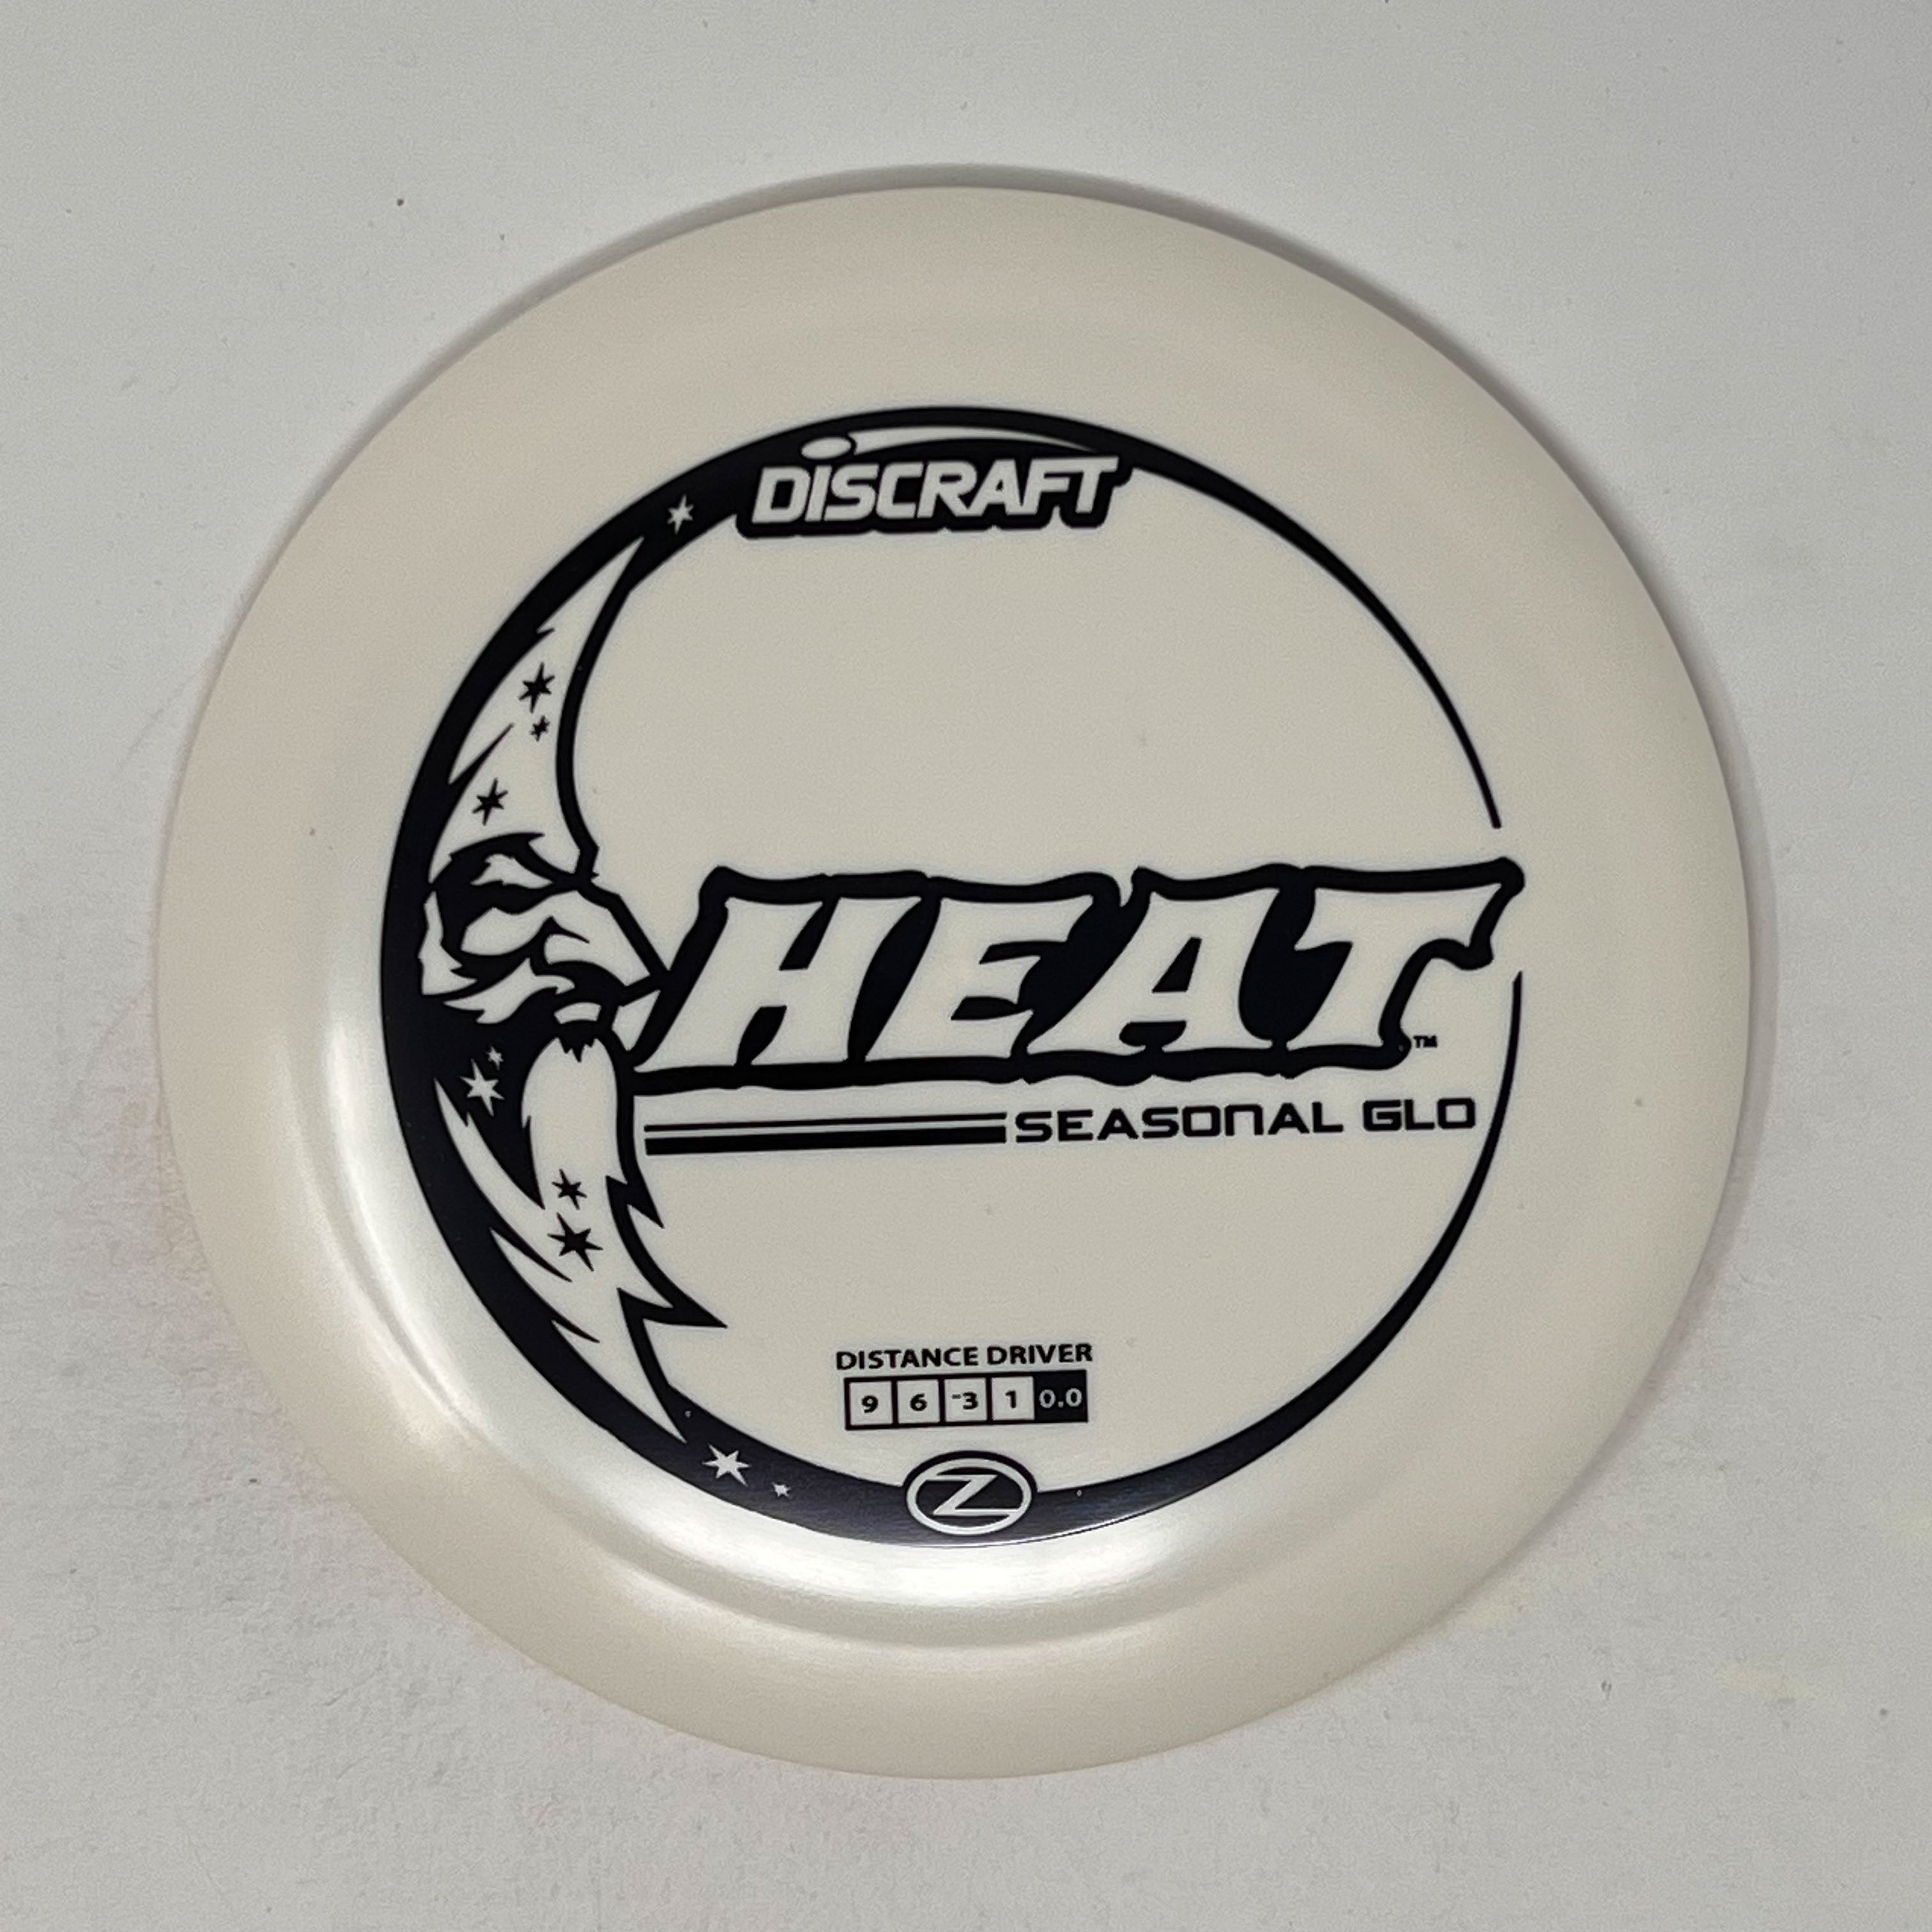 DISCRAFT
HEAT™
SEASONAL GLO
DISTANCE DRIVER
9 6 -3 1 0.0
Z